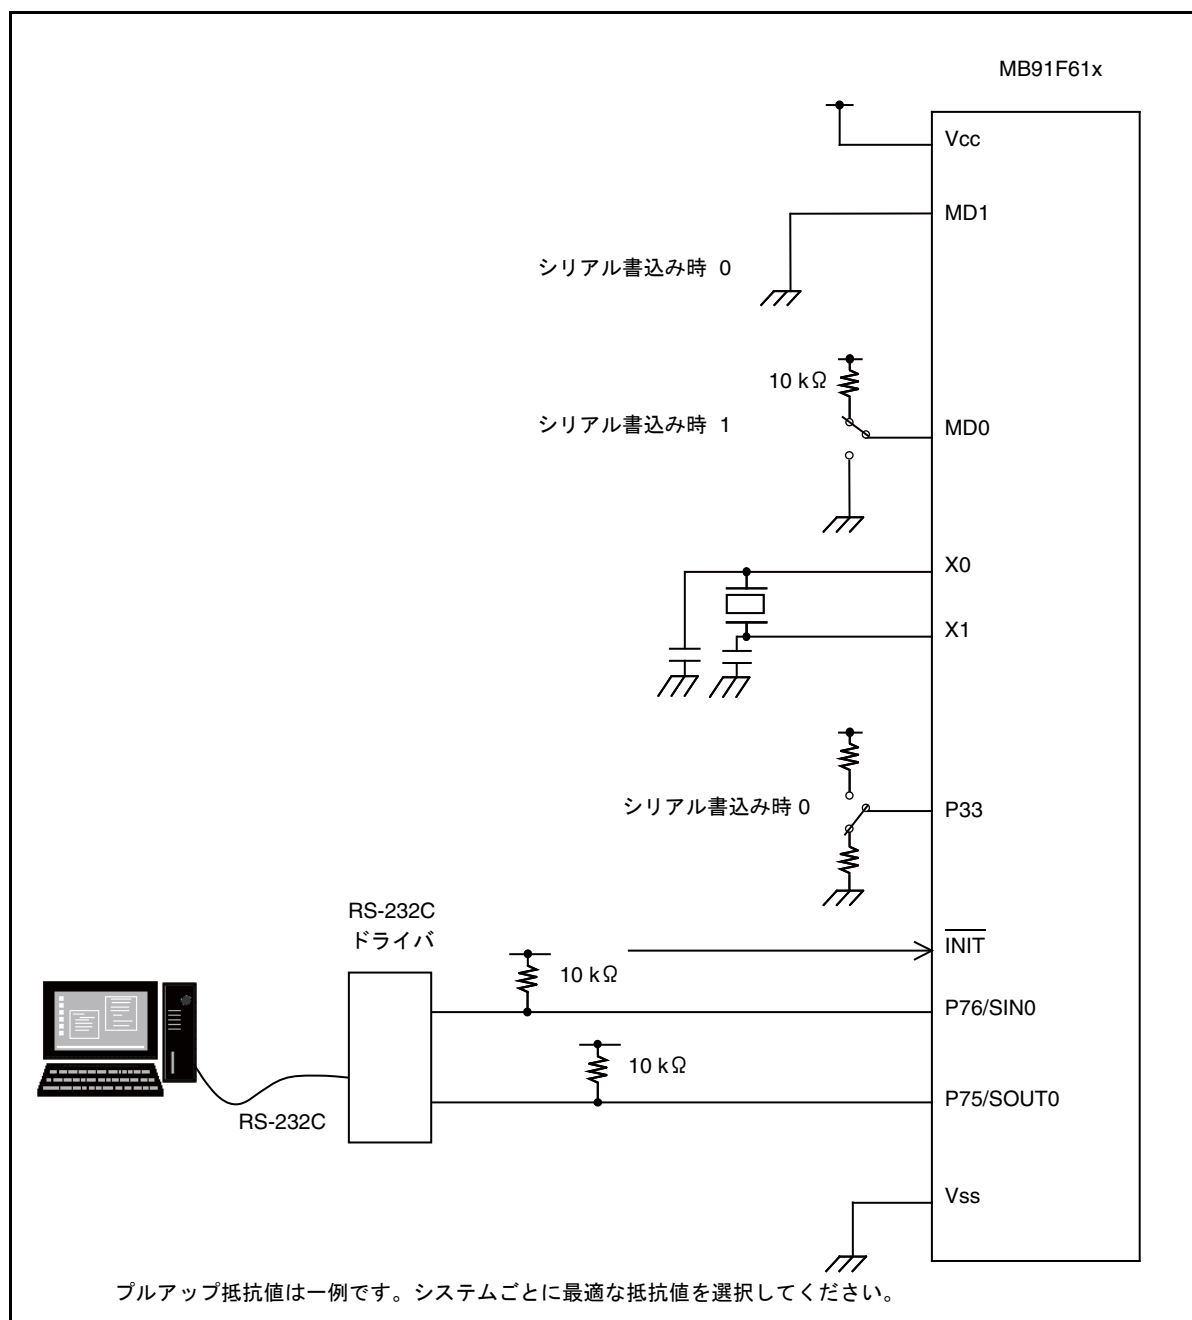 MB91F61x
Vcc
MD1
シリアル書込み時 0
10 kΩ
シリアル書込み時 1
MD0
X0
X1
シリアル書込み時 0
P33
RS-232C
ドライバ
INIT
10 kΩ
P76/SIN0
10 kΩ
P75/SOUT0
RS-232C
Vss
プルアップ抵抗値は一例です。システムごとに最適な抵抗値を選択してください。